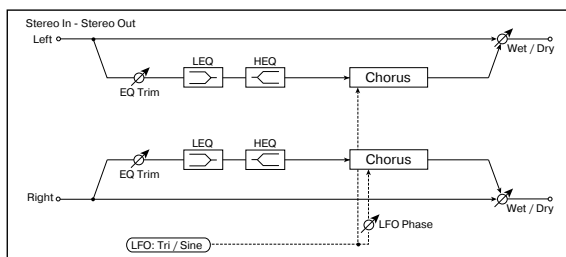 Stereo In - Stereo Out
Left
Wet / Dry
LEQ
HEQ
EQ Trim
Chorus
LEQ
HEQ
EQ Trim
Chorus
Right
Wet / Dry
LFO Phase
LFO: Tri / Sine